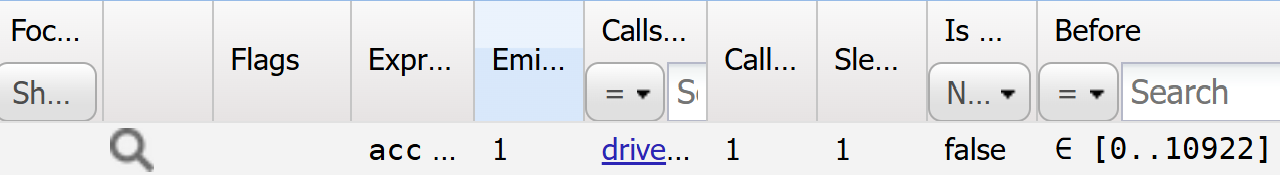 Foc... Flags Expr... Emi... Calls... Call... Sle... Is ... Before
Sh... = Se N... = Search
acc ... 1 drive... 1 1 false ∈ [0..10922]